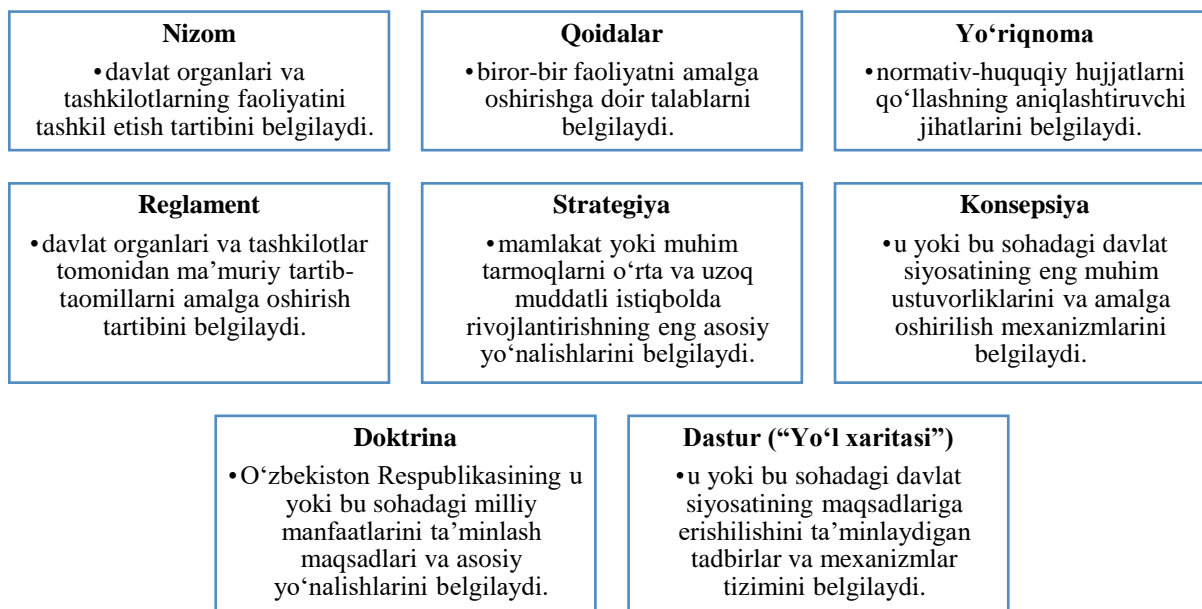 Nizom
•davlat organlari va
tashkilotlarning faoliyatini
tashkil etish tartibini belgilaydi.
Qoidalar
•biror-bir faoliyatni amalga
oshirishga doir talablarni
belgilaydi.
Yo‘riqnoma
•normativ-huquqiy hujjatlarni
qo‘llashning aniqlashtiruvchi
jihatlarini belgilaydi.
Reglament
•davlat organlari va tashkilotlar
tomonidan ma’muriy tartib-
taomillarni amalga oshirish
tartibini belgilaydi.
Strategiya
•mamlakat yoki muhim
tarmoqlarni o‘rta va uzoq
muddatli istiqbolda
rivojlantirishning eng asosiy
yo‘nalishlarini belgilaydi.
Konsepsiya
•u yoki bu sohadagi davlat
siyosatining eng muhim
ustuvorliklarini va amalga
oshirilish mexanizmlarini
belgilaydi.
Doktrina
•O‘zbekiston Respublikasining u
yoki bu sohadagi milliy
manfaatlarini ta’minlash
maqsadlari va asosiy
yo‘nalishlarini belgilaydi.
Dastur (“Yo‘l xaritasi”)
•u yoki bu sohadagi davlat
siyosatining maqsadlariga
erishilishini ta’minlaydigan
tadbirlar va mexanizmlar
tizimini belgilaydi.